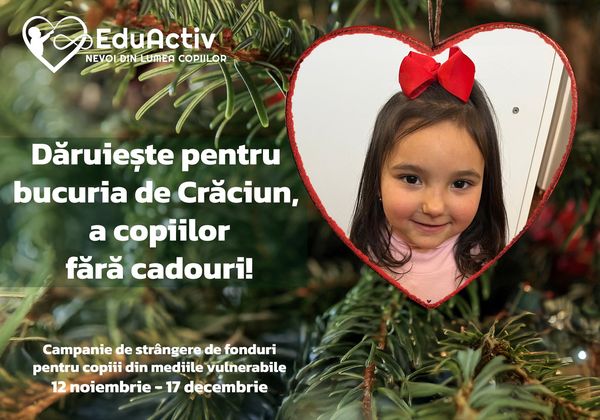 EduActiv
NEVOI DIN LUMEA COPIILOR
Dăruiește pentru
bucuria de Crăciun,
a copiilor
fără cadouri!
Campanie de strângere de fonduri
pentru copiii din mediile vulnerabile
12 noiembrie - 17 decembrie